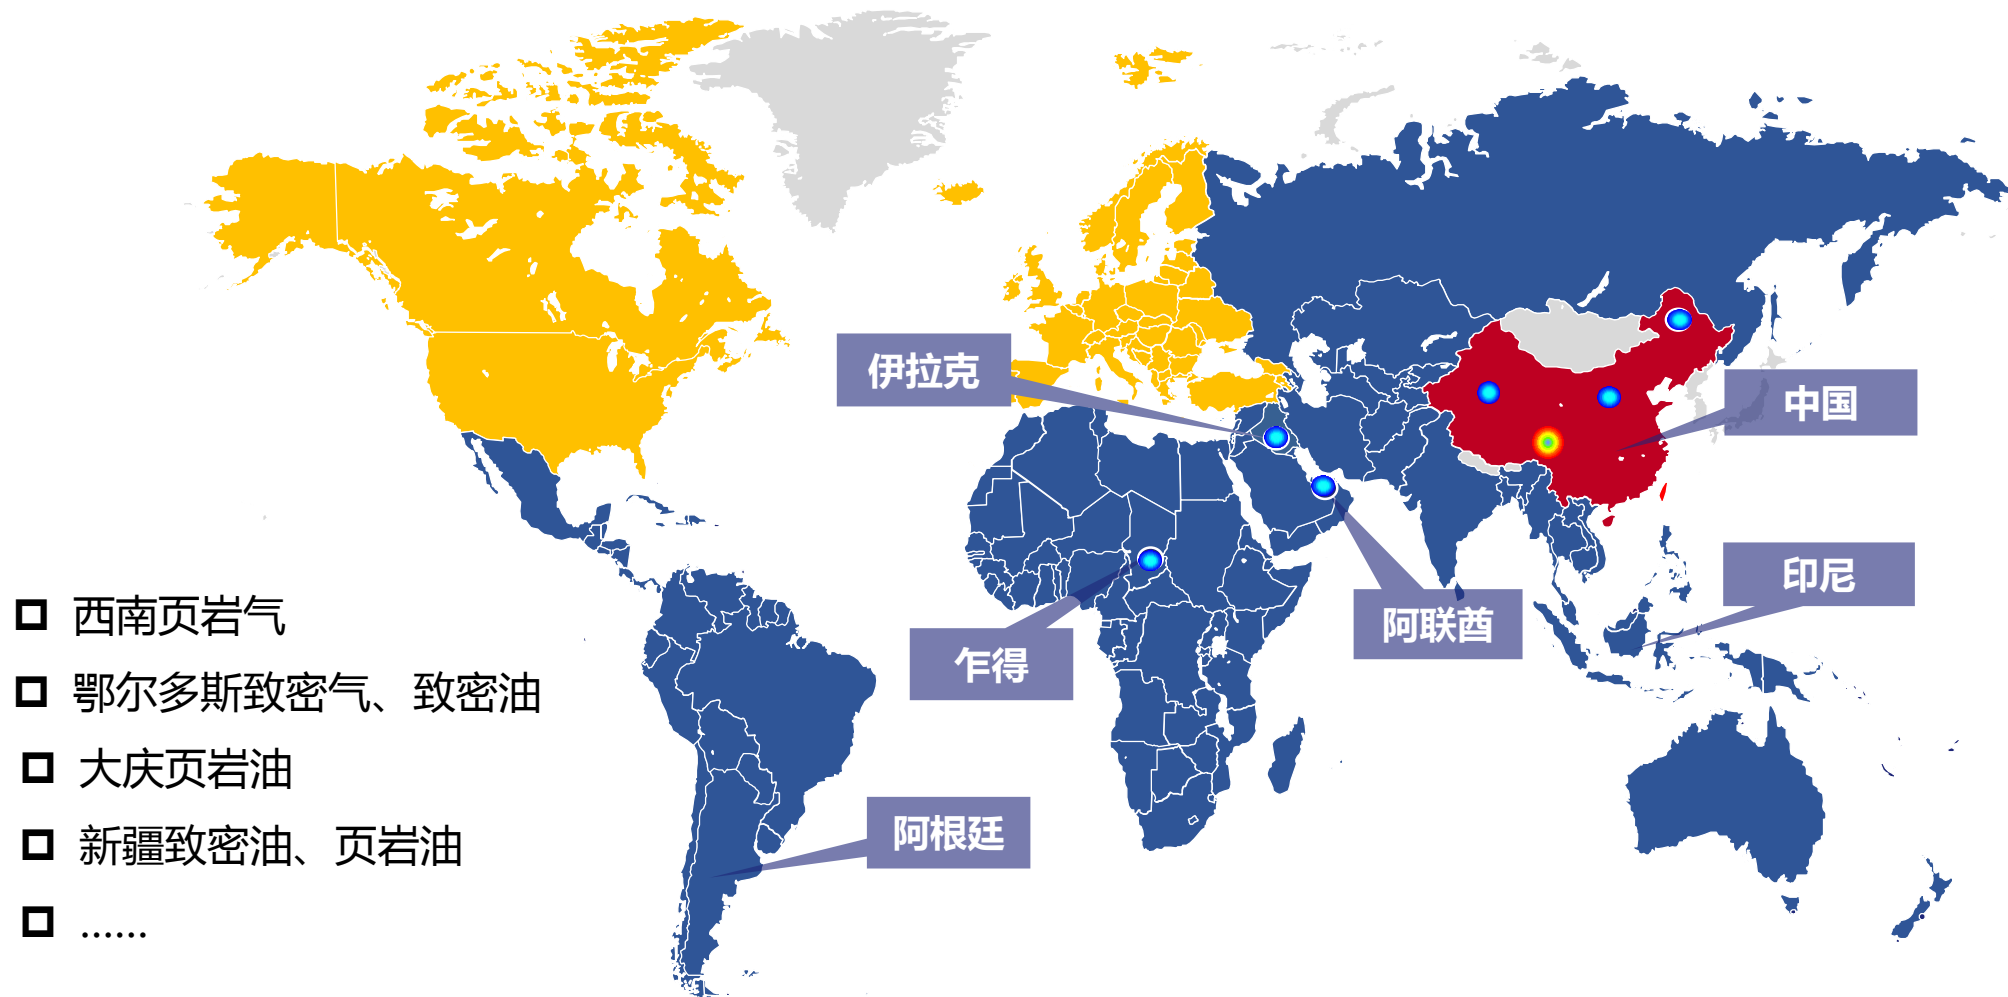 伊拉克
中国
印尼
阿联酋
乍得
阿根廷
西南页岩气
鄂尔多斯致密气、致密油
大庆页岩油
新疆致密油、页岩油
……